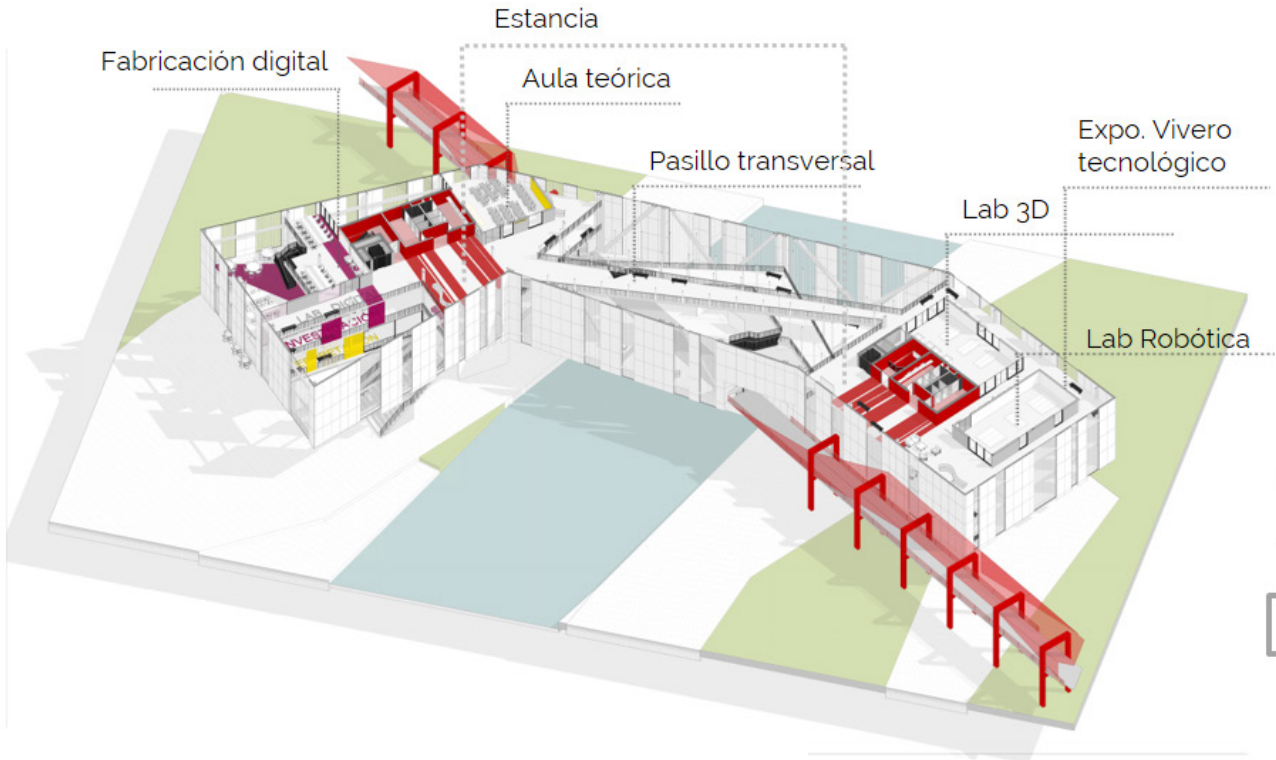 Estancia
Fabricación digital
Aula teórica
Expo. Vivero
tecnológico
Pasillo transversal
Lab 3D
Lab Robótica